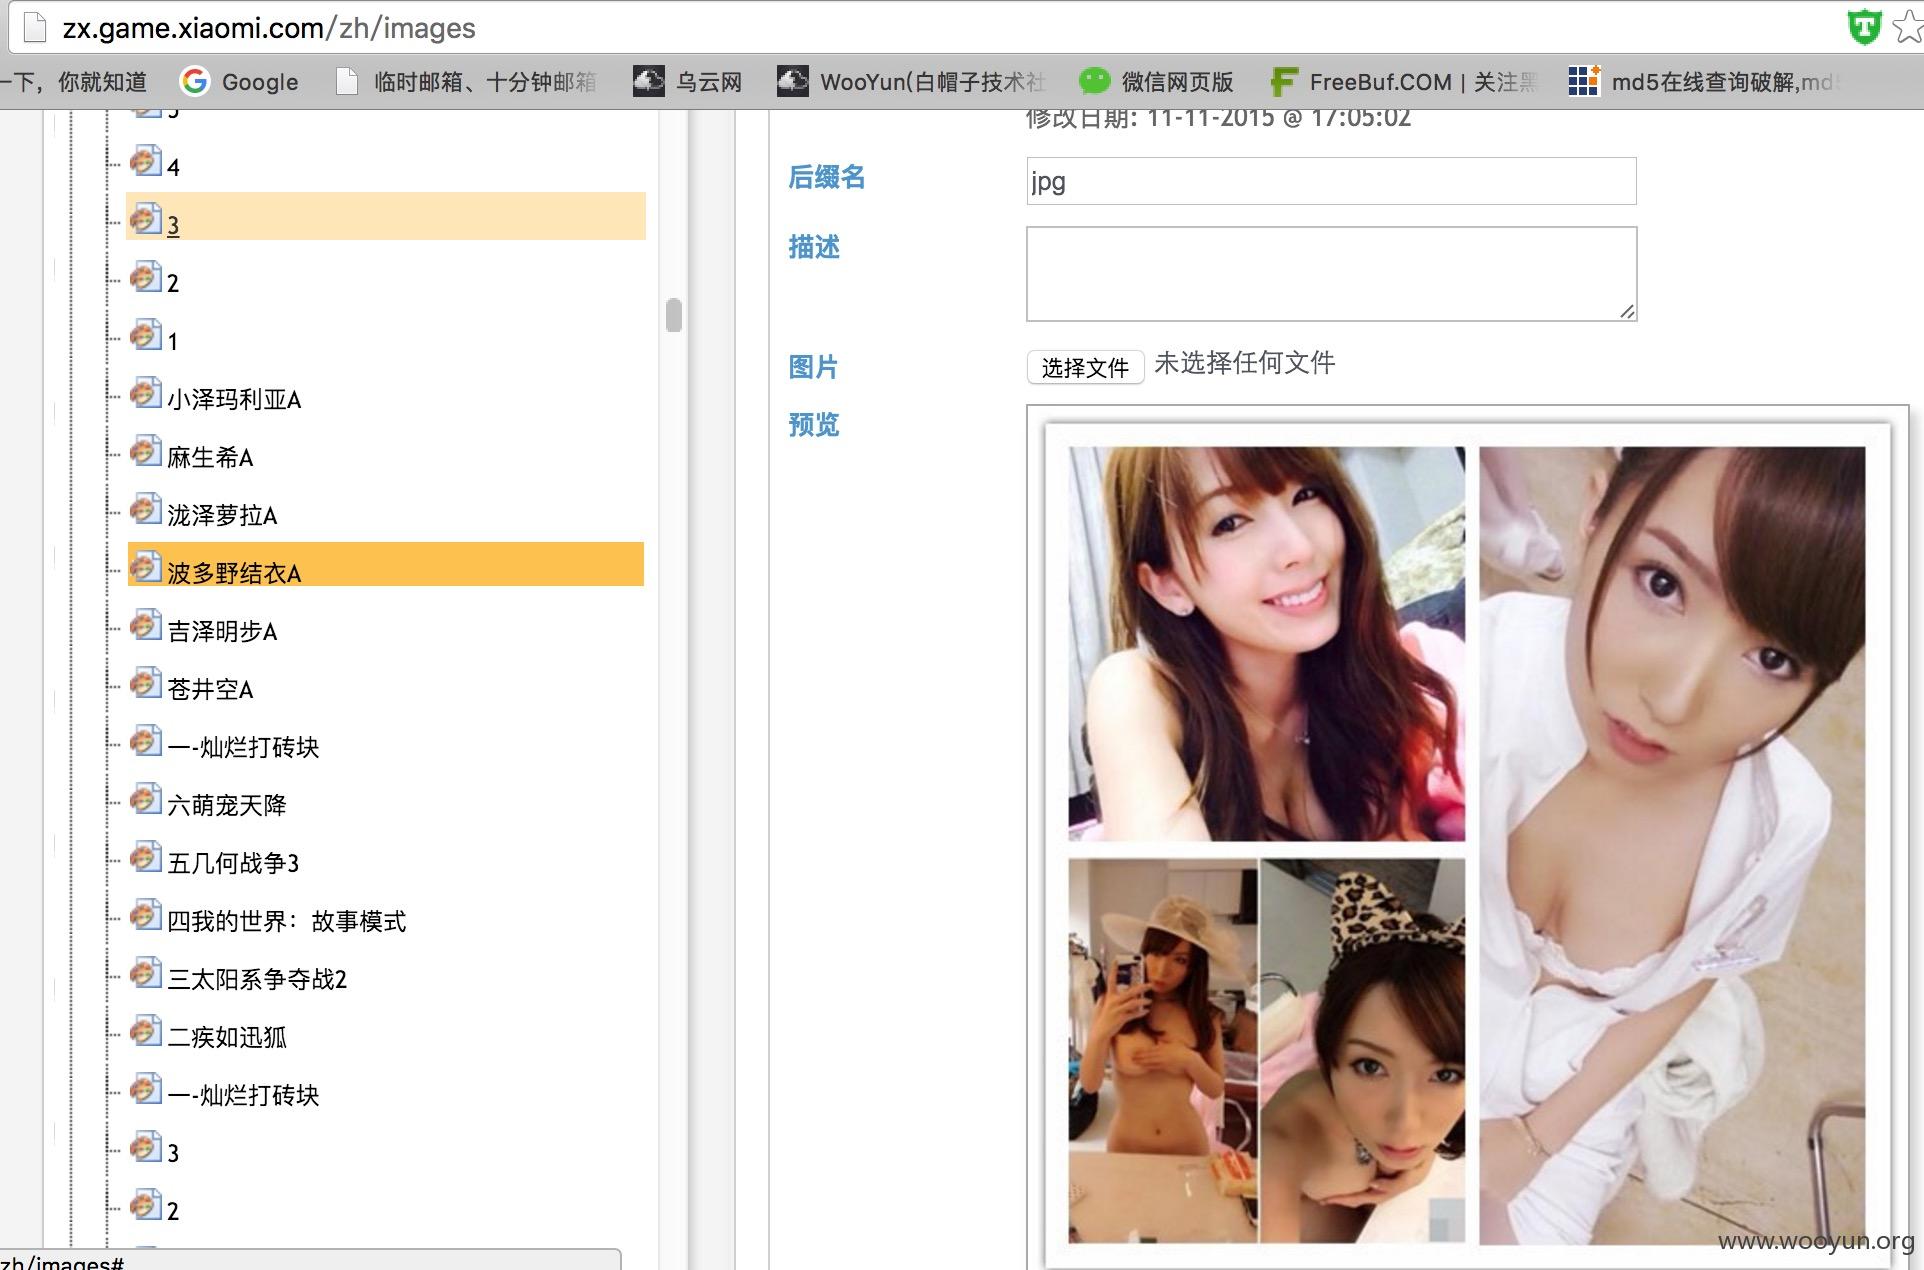 zx.game.xiaomi.com/zh/images
一下，你就知道
Google
临时邮箱、十分钟邮箱
乌云网
WooYun(白帽子技术社
微信网页版
FreeBuf.COM | 关注黑
md5在线查询破解,md5
4
3
2
1
小泽玛利亚A
麻生希A
泷泽萝拉A
波多野结衣A
吉泽明步A
苍井空A
一-灿烂打砖块
六萌宠天降
五几何战争3
四我的世界：故事模式
三太阳系争夺战2
二疾如迅狐
一-灿烂打砖块
3
2
zh/images#
修改日期: 11-11-2015 @ 17:05:02
后缀名
jpg
描述
图片
选择文件 未选择任何文件
预览
www.wooyun.org